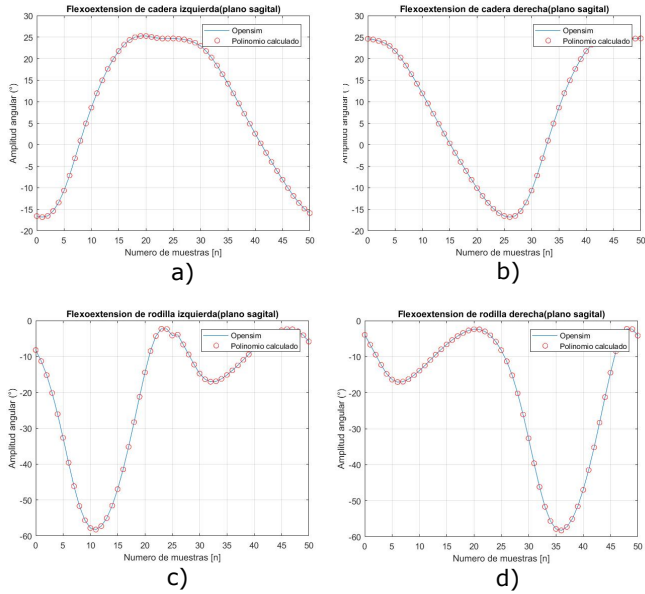 Flexoextension de cadera izquierda(plano sagital)
Opensim
Polinomio calculado
30
25
20
15
10
5
0
-5
-10
-15
-20
Amplitud angular (°)
0 5 10 15 20 25 30 35 40 45 50
Numero de muestras [n]
a)
Flexoextension de cadera derecha(plano sagital)
Opensim
Polinomio calculado
30
25
20
15
10
5
0
-5
-10
-15
-20
Amplitud angular (°)
0 5 10 15 20 25 30 35 40 45 50
Numero de muestras [n]
b)
Flexoextension de rodilla izquierda(plano sagital)
Opensim
Polinomio calculado
0
-10
-20
-30
-40
-50
-60
Amplitud angular (°)
0 5 10 15 20 25 30 35 40 45 50
Numero de muestras [n]
c)
Flexoextension de rodilla derecha(plano sagital)
Opensim
Polinomio calculado
0
-10
-20
-30
-40
-50
-60
Amplitud angular (°)
0 5 10 15 20 25 30 35 40 45 50
Numero de muestras [n]
d)